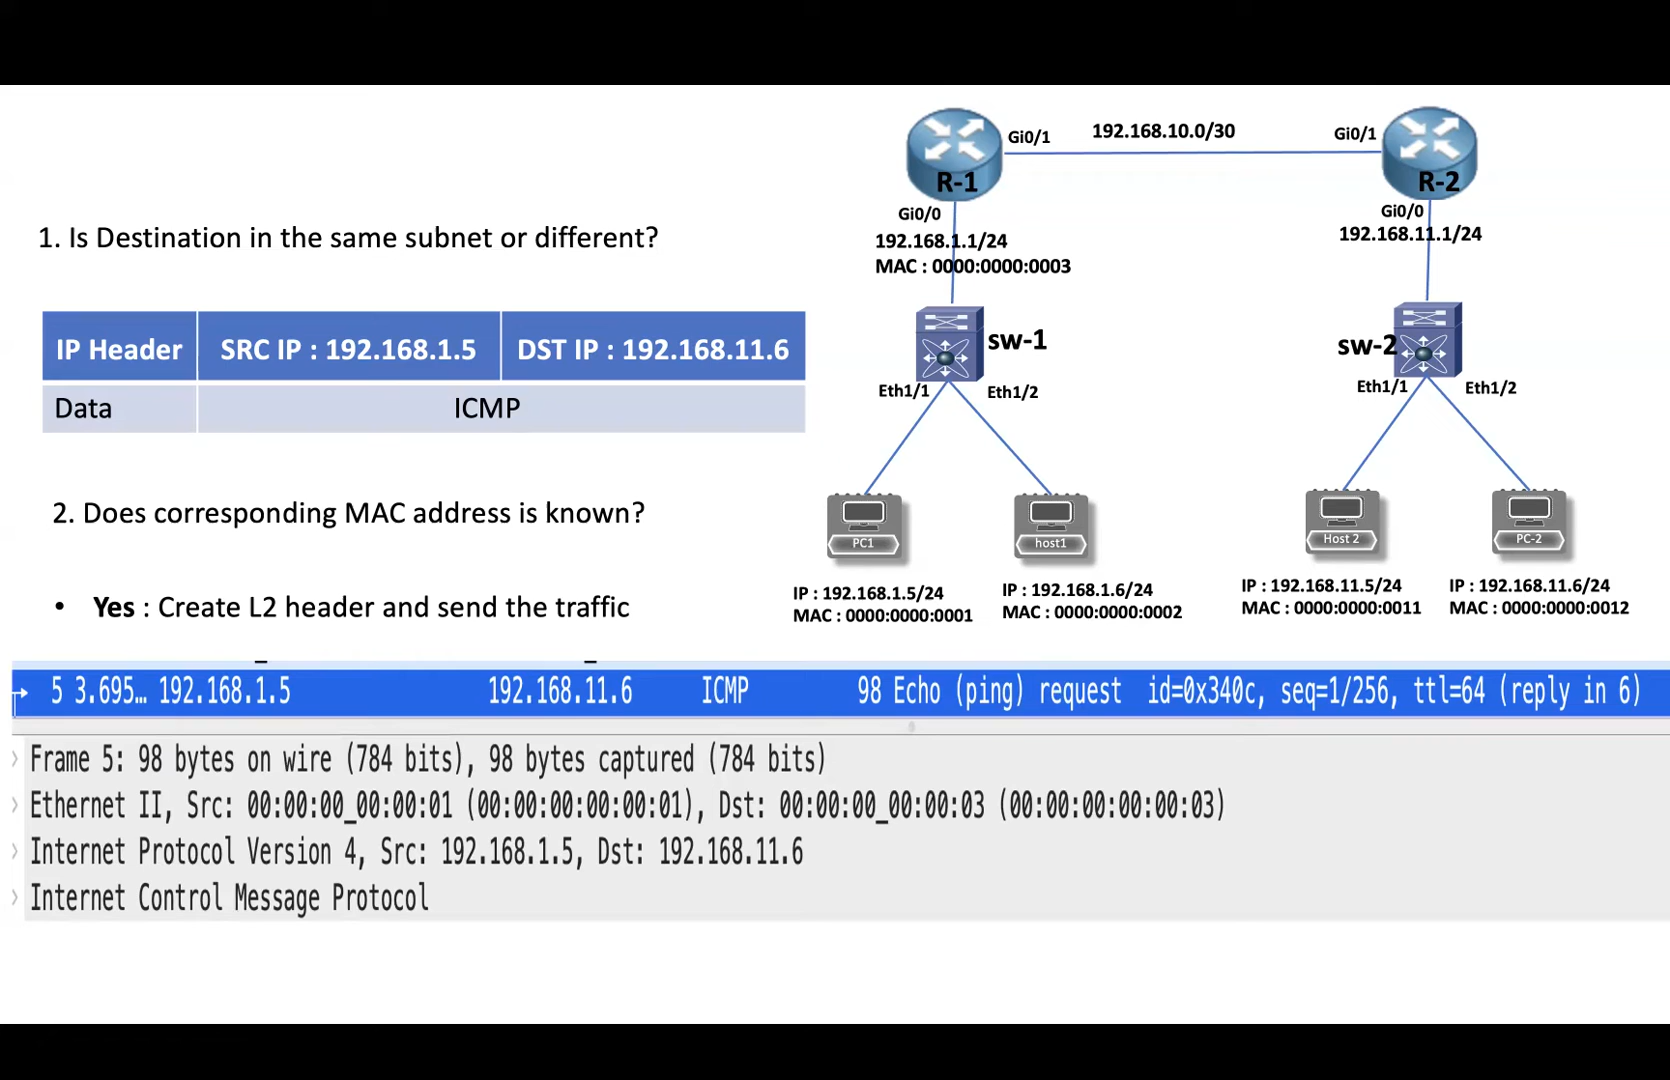 1. Is Destination in the same subnet or different?
IP Header SRC IP : 192.168.1.5 DST IP : 192.168.11.6
Data ICMP
2. Does corresponding MAC address is known?
• Yes : Create L2 header and send the traffic
R-1
Gi0/1
192.168.10.0/30
Gi0/1
R-2
Gi0/0
192.168.1.1/24
MAC : 0000:0000:0003
Gi0/0
192.168.11.1/24
sw-1
sw-2
Eth1/1
Eth1/2
Eth1/1
Eth1/2
PC1
host1
Host 2
PC-2
IP : 192.168.1.5/24
MAC : 0000:0000:0001
IP : 192.168.1.6/24
MAC : 0000:0000:0002
IP : 192.168.11.5/24
MAC : 0000:0000:0011
IP : 192.168.11.6/24
MAC : 0000:0000:0012
5 3.695… 192.168.1.5 192.168.11.6 ICMP 98 Echo (ping) request id=0x340c, seq=1/256, ttl=64 (reply in 6)
Frame 5: 98 bytes on wire (784 bits), 98 bytes captured (784 bits)
Ethernet II, Src: 00:00:00_00:00:01 (00:00:00:00:00:01), Dst: 00:00:00_00:00:03 (00:00:00:00:00:03)
Internet Protocol Version 4, Src: 192.168.1.5, Dst: 192.168.11.6
Internet Control Message Protocol